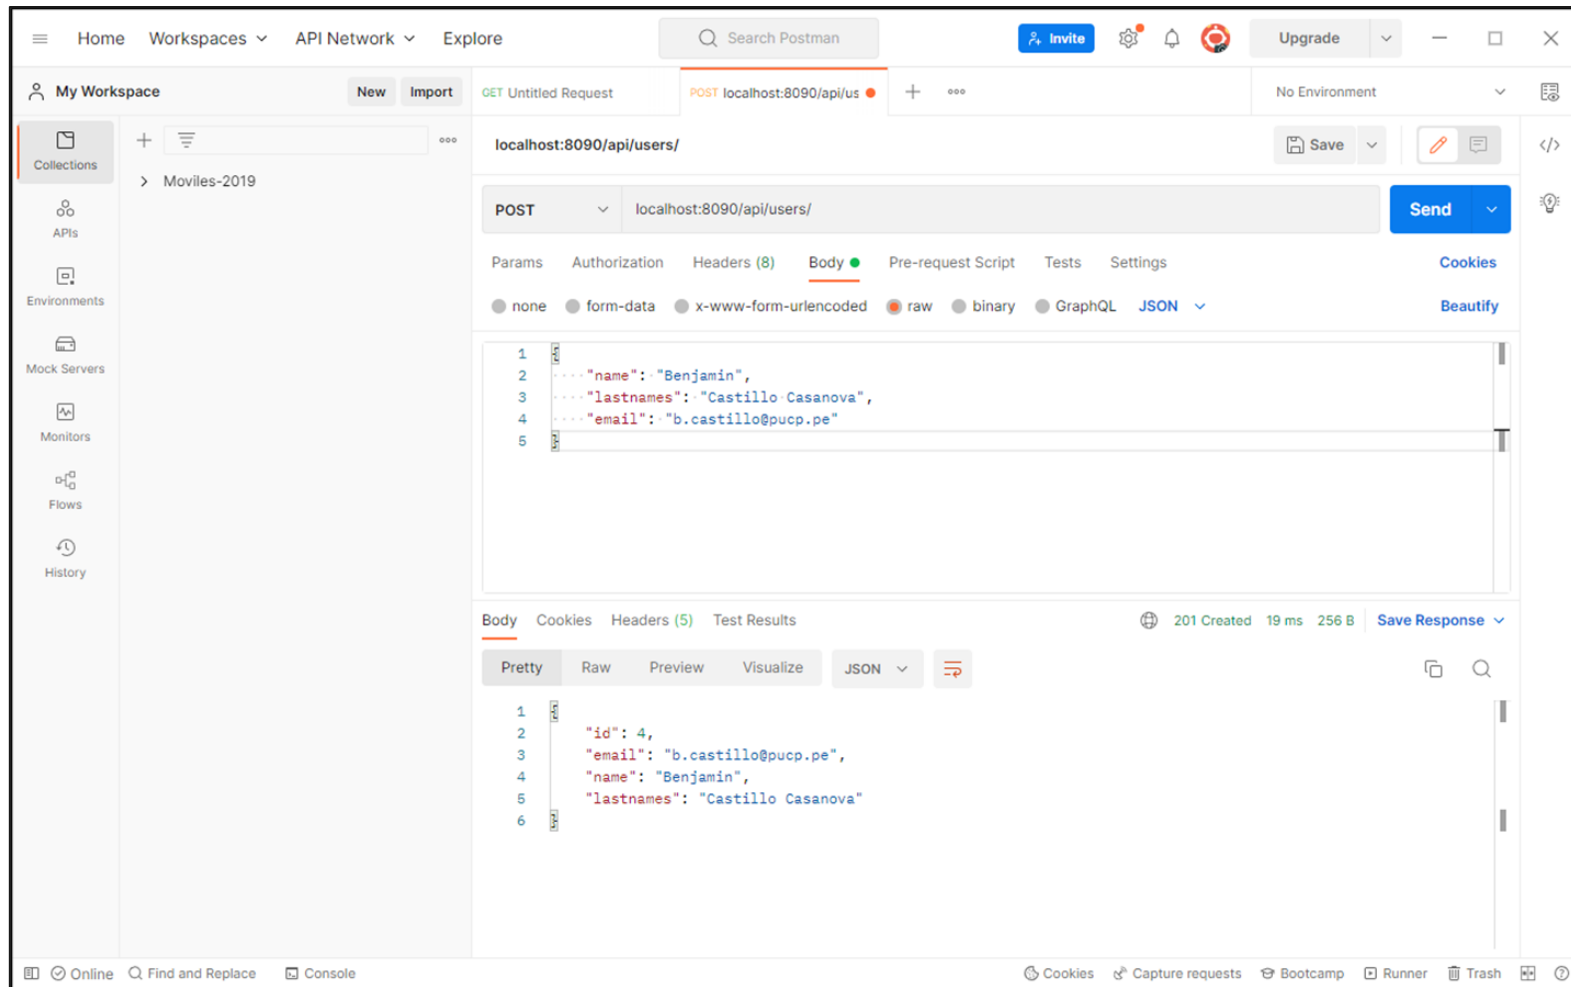 Home Workspaces API Network Explore Search Postman Invite Upgrade
My Workspace New Import GET Untitled Request POST localhost:8090/api/us No Environment
Collections
APIs
Environments
Mock Servers
Monitors
Flows
History
Moviles-2019
localhost:8090/api/users/ Save
POST localhost:8090/api/users/ Send
Params Authorization Headers (8) Body Pre-request Script Tests Settings Cookies
none form-data x-www-form-urlencoded raw binary GraphQL JSON Beautify
1 {
2 "name": "Benjamin",
3 "lastnames": "Castillo Casanova",
4 "email": "b.castillo@pucp.pe"
5 }
Body Cookies Headers (5) Test Results 201 Created 19 ms 256 B Save Response
Pretty Raw Preview Visualize JSON
1 {
2 "id": 4,
3 "email": "b.castillo@pucp.pe",
4 "name": "Benjamin",
5 "lastnames": "Castillo Casanova"
6 }
Online Find and Replace Console Cookies Capture requests Bootcamp Runner Trash